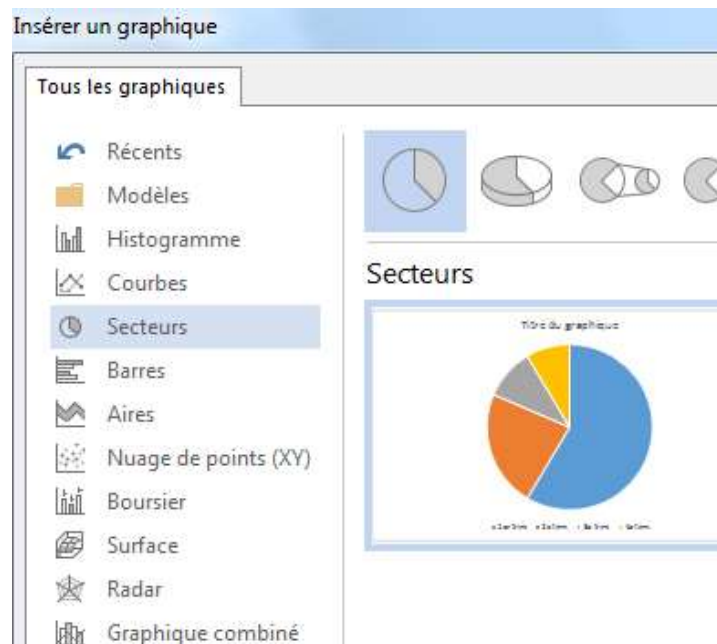 Insérer un graphique
Tous les graphiques
Récents
Modèles
Histogramme
Courbes
Secteurs
Barres
Aires
Nuage de points (XY)
Boursier
Surface
Radar
Graphique combiné
Secteurs
Titre du graphique